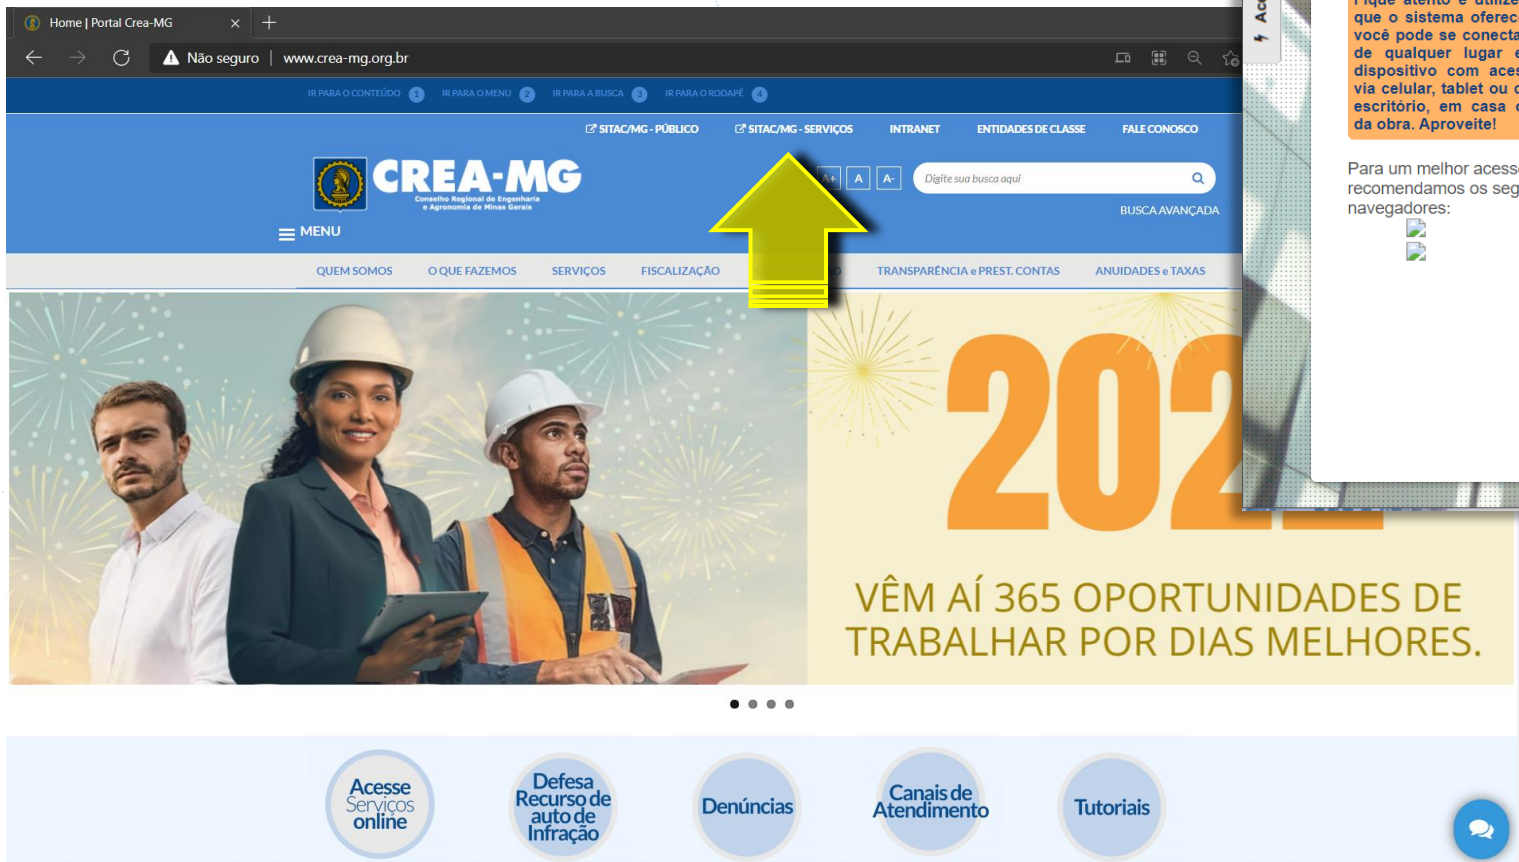 Home | Portal Crea-MG
Não seguro | www.crea-mg.org.br
IR PARA O CONTEÚDO 1 IR PARA O MENU 2 IR PARA A BUSCA 3 IR PARA O RODAPÉ 4
SITAC/MG - PÚBLICO SITAC/MG - SERVIÇOS INTRANET ENTIDADES DE CLASSE FALE CONOSCO
CREA-MG
Conselho Regional de Engenharia
e Agronomia de Minas Gerais
A+ A A- Digite sua busca aqui
BUSCA AVANÇADA
MENU
QUEM SOMOS O QUE FAZEMOS SERVIÇOS FISCALIZAÇÃO TRANSPARÊNCIA e PREST. CONTAS ANUIDADES e TAXAS
VÊM AÍ 365 OPORTUNIDADES DE
TRABALHAR POR DIAS MELHORES.
Acesse
Serviços
online
Defesa
Recurso de
auto de
Infração
Denúncias
Canais de
Atendimento
Tutoriais
que o sistema
você pode se
de qualquer lugar
dispositivo com
via celular, tablet ou
escritório, em casa
da obra. Aproveite!
Para um melhor
recomendamos os
navegadores: